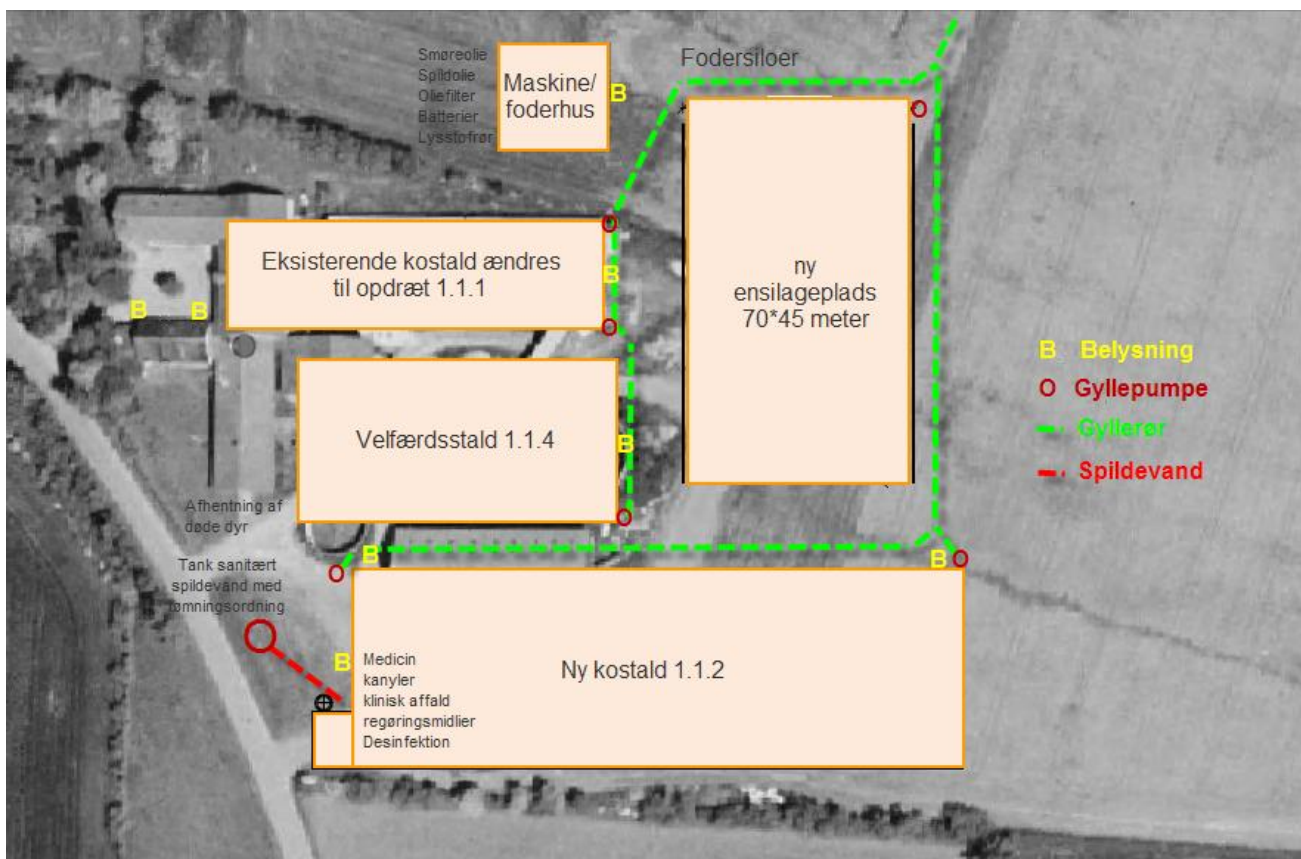 Smøreolie
Spildolie
Oliefilter
Batterier
Lysstofrør
Maskine/
foderhus
B
Fodersiloer
O
O
Eksisterende kostald ændres
til opdræt 1.1.1
B
B
B
O
ny
ensilageplads
70*45 meter
B Belysning
O Gyllepumpe
Gyllerør
Spildevand
Velfærdsstald 1.1.4
B
Afhentning af
døde dyr
O
Tank sanitært
spildevand med
tømningsordning
O
B
B
O
B
Medicin
kanyler
klinisk affald
regøringsmidlier
Desinfektion
Ny kostald 1.1.2